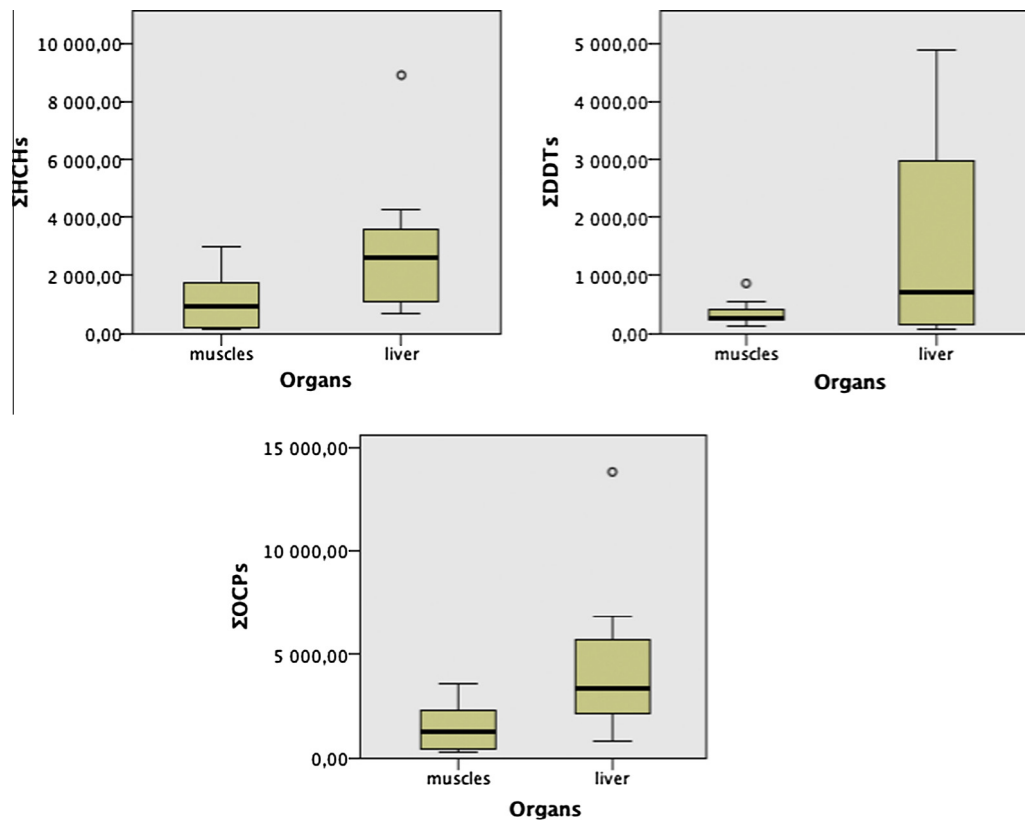 10 000,00
8 000,00
6 000,00
4 000,00
2 000,00
0,00
ΣHCHs
muscles liver
Organs
5 000,00
4 000,00
3 000,00
2 000,00
1 000,00
0,00
ΣDDTs
muscles liver
Organs
15 000,00
10 000,00
5 000,00
0,00
ΣOCPs
muscles liver
Organs